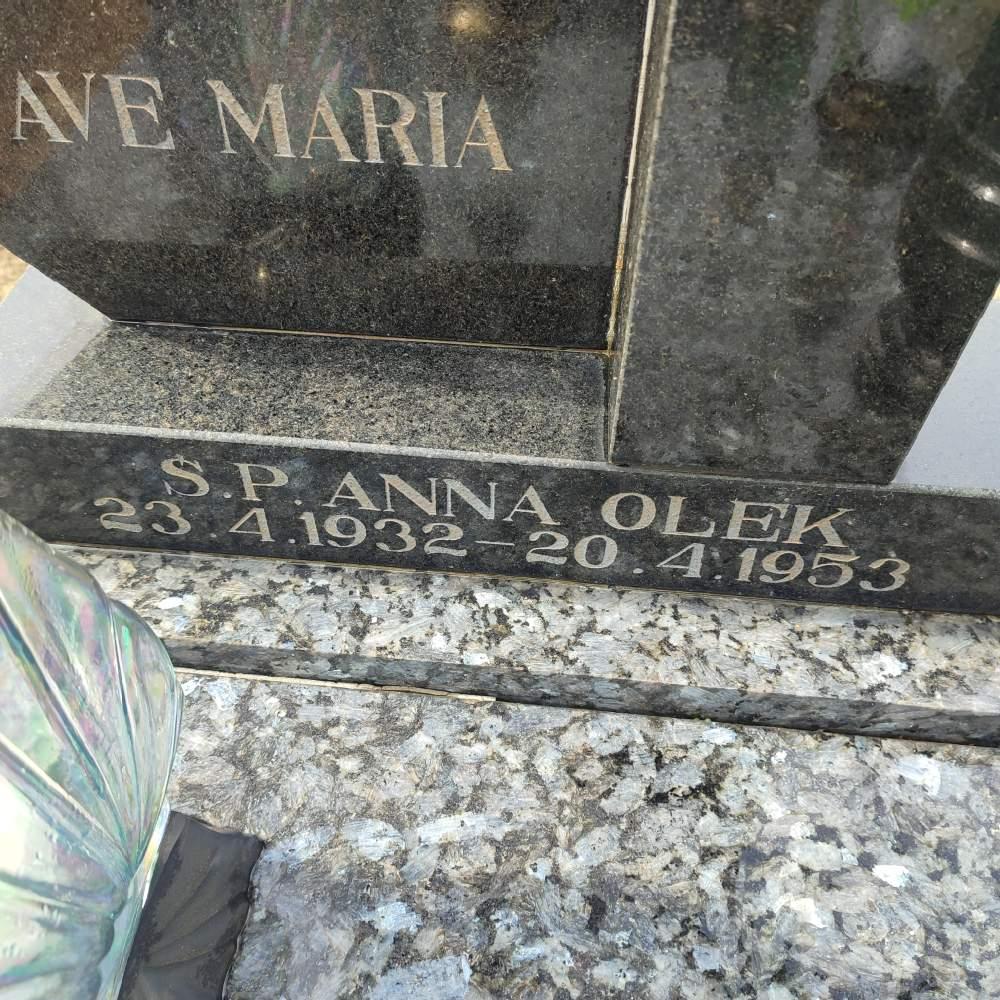 AVE MARIA
S.P. ANNA OLEK
23.4.1932-20.4.1953